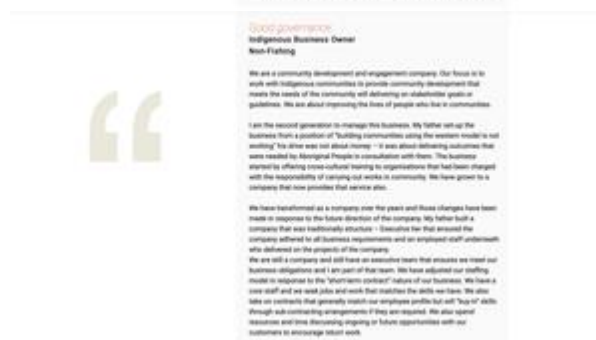 Good governance
Indigenous Business Owner
Non-Fishing
We are a community development and engagement company. Our focus is to
work with Indigenous communities to provide community development that
meets the needs of the community will delivering on stakeholder goals or
guidelines. We are about improving the lives of people who live in communities.
I am the second generation to manage this business. My father set-up the
business from a position of "building communities using the western model is not
working" his drive was not about money – it was about delivering outcomes that
were needed by Aboriginal People in consultation with them. The business
started by offering cross-cultural training to organisations that had been charged
with the responsibility of carrying out works in community. We have grown to a
company that now provides that service also.
We have transformed as a company over the years and those changes have been
made in response to the future direction of the company. My father built a
company that was traditionally structure – Executive tier that ensured the
company adhered to all business requirements and an employed staff underneath
who delivered on the projects of the company.
We are still a company and still have an executive team that ensures we meet our
business obligations and I am part of that team. We have adjusted our staffing
model in response to the "short-term contract" nature of our business. We have a
core staff and we seek jobs and work that matches the skills we have. We also
take on contracts that generally match our employee profile but will "buy-in" skills
through sub-contracting arrangements if they are required. We also spend
resources and time discussing ongoing or future opportunities with our
customers to encourage return work.